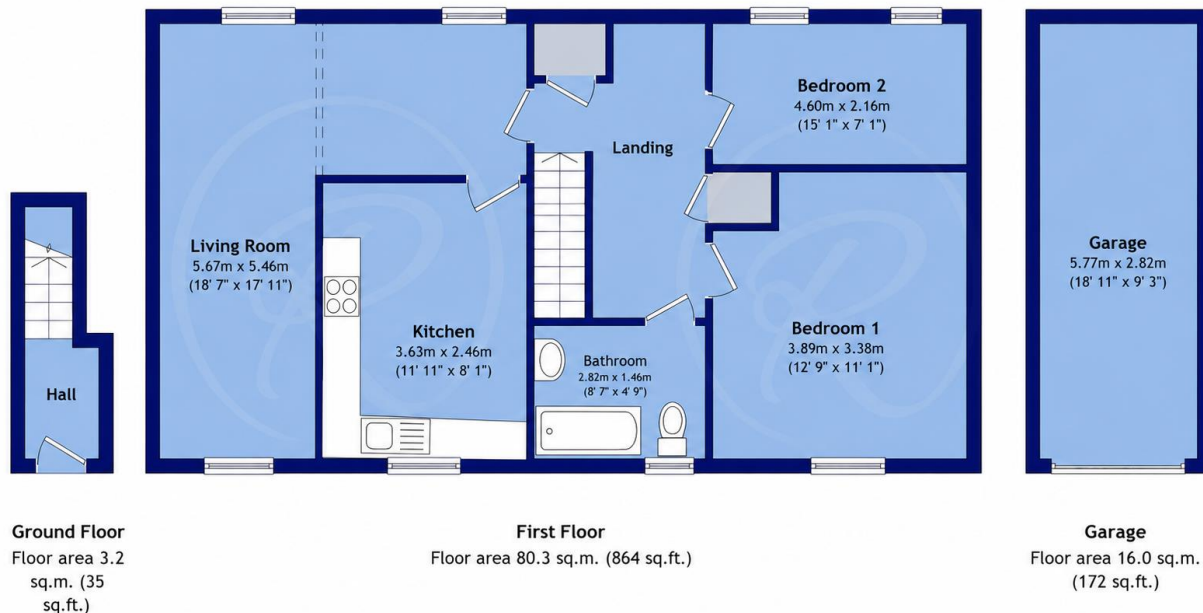 Living Room
5.67m x 5.46m
(18' 7" x 17' 11")
Kitchen
3.63m x 2.46m
(11' 11" x 8' 1")
Landing
Bedroom 2
4.60m x 2.16m
(15' 1" x 7' 1")
Bathroom
2.82m x 1.46m
(8' 7" x 4' 9")
Bedroom 1
3.89m x 3.38m
(12' 9" x 11' 1")
Garage
5.77m x 2.82m
(18' 11" x 9' 3")
Hall
Ground Floor
Floor area 3.2
sq.m. (35
sq.ft.)
First Floor
Floor area 80.3 sq.m. (864 sq.ft.)
Garage
Floor area 16.0 sq.m.
(172 sq.ft.)
R
R